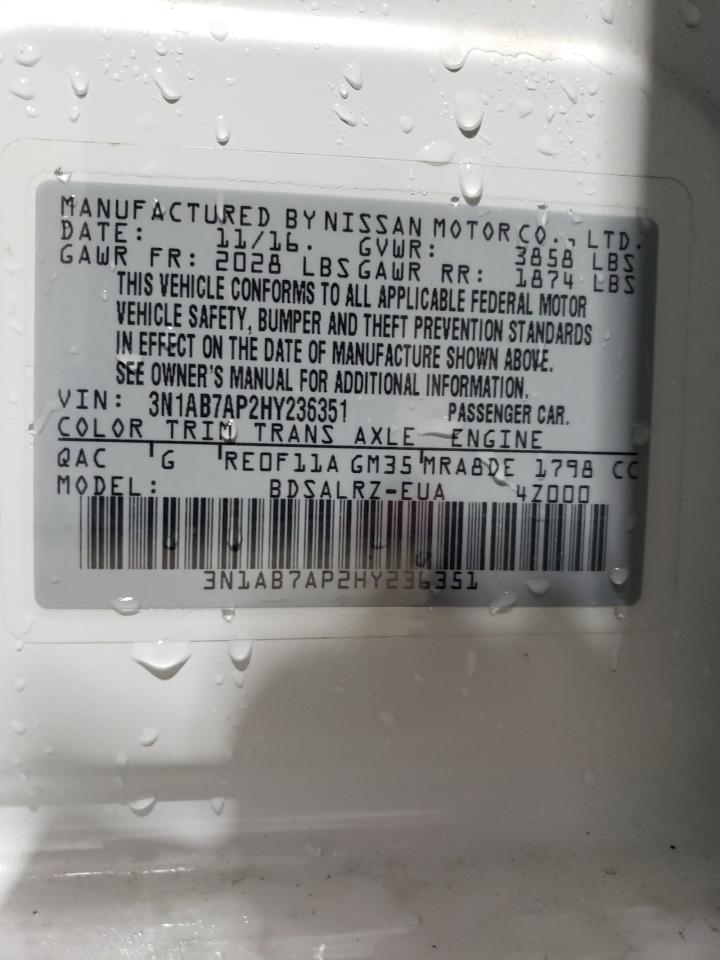 MANUFACTURED BY NISSAN MOTOR CO., LTD.
DATE: 11/16. GVWR: 3858 LBS
GAWR FR: 2028 LBS GAWR RR: 1874 LBS
THIS VEHICLE CONFORMS TO ALL APPLICABLE FEDERAL MOTOR
VEHICLE SAFETY, BUMPER AND THEFT PREVENTION STANDARDS
IN EFFECT ON THE DATE OF MANUFACTURE SHOWN ABOVE.
SEE OWNER'S MANUAL FOR ADDITIONAL INFORMATION.
VIN: 3N1AB7AP2HY236351 PASSENGER CAR.
COLOR TRIM TRANS AXLE ENGINE
QAC G RE0F11A GM35 MRA8DE 1798 CC
MODEL: BDSALRZ-EUA 4Z000
3N1AB7AP2HY236351